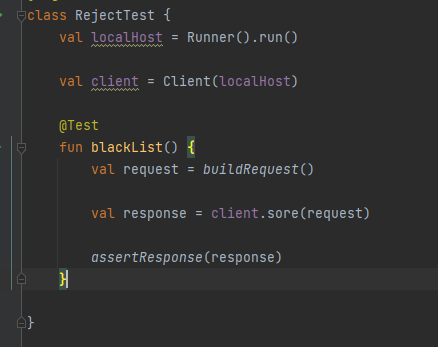 class RejectTest {
val localHost = Runner().run()
val client = Client(localHost)
@Test
fun blackList() {
val request = buildRequest()
val response = client.sore(request)
assertResponse(response)
}
}